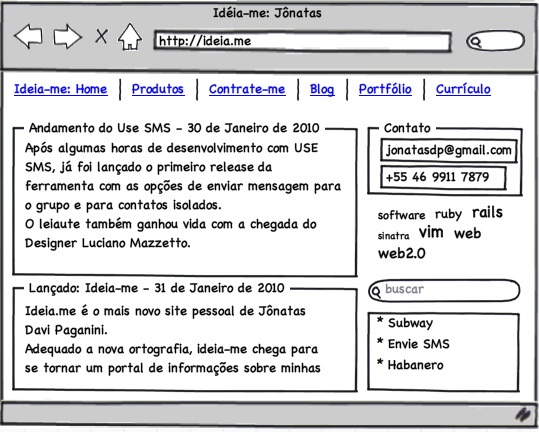 Idéia-me: Jônatas
http://ideia.me
Ideia-me: Home
Produtos
Contrate-me
Blog
Portfólio
Currículo
Andamento do Use SMS - 30 de Janeiro de 2010
Após algumas horas de desenvolvimento com USE
SMS, já foi lançado o primeiro release da
ferramenta com as opções de enviar mensagem para
o grupo e para contatos isolados.
O leiaute também ganhou vida com a chegada do
Designer Luciano Mazzetto.
Lançado: Ideia-me - 31 de Janeiro de 2010
Ideia.me é o mais novo site pessoal de Jônatas
Davi Paganini.
Adequado a nova ortografia, ideia-me chega para
se tornar um portal de informações sobre minhas
Contato
jonatasdp@gmail.com
+55 46 9911 7879
software ruby rails
sinatra vim web
web2.0
buscar
* Subway
* Envie SMS
* Habanero